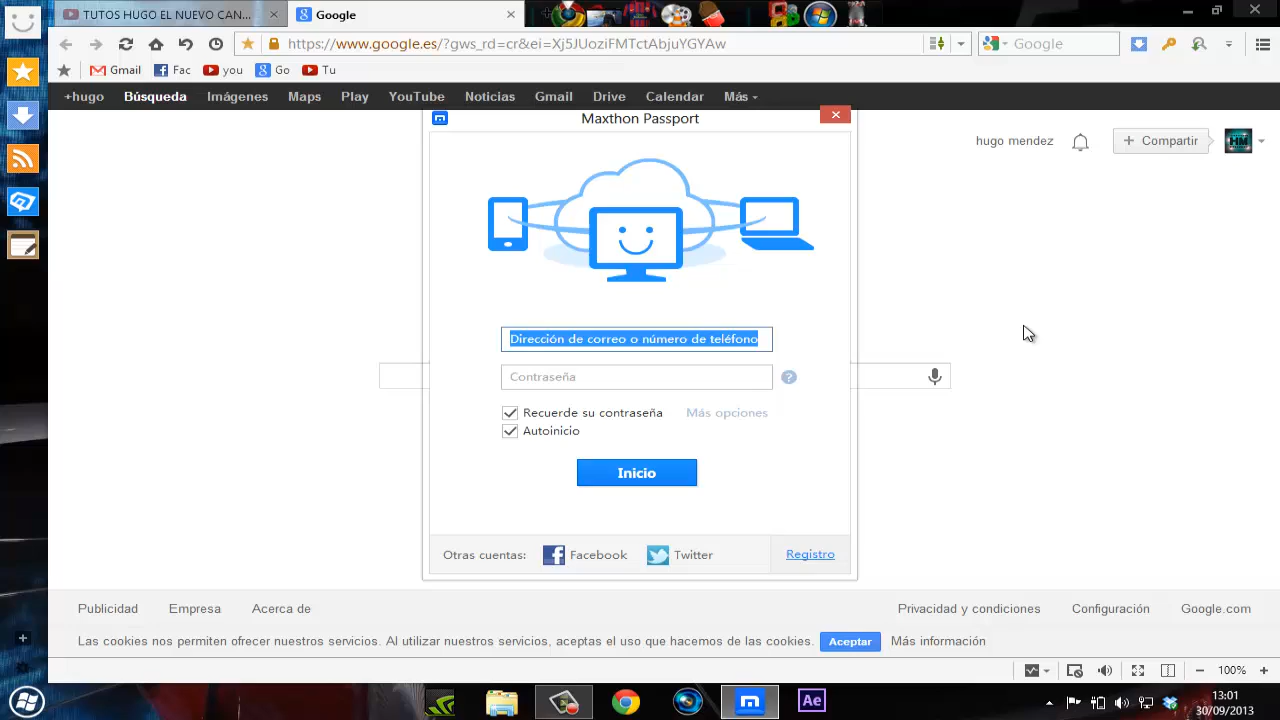 TUTOS HUGO EL NUEVO CAN...
Google
https://www.google.es/?gws_rd=cr&ei=Xj5JUoziFMTctAbjuYGYAw
Google
Gmail
Fac
you
Go
Tu
+hugo
Búsqueda
Imágenes
Maps
Play
YouTube
Noticias
Gmail
Drive
Calendar
Más
Maxthon Passport
hugo mendez
+ Compartir
HM
Dirección de correo o número de teléfono
Contraseña
?
Recuerde su contraseña
Más opciones
Autoinicio
Inicio
Otras cuentas:
Facebook
Twitter
Registro
Publicidad
Empresa
Acerca de
Privacidad y condiciones
Configuración
Google.com
Las cookies nos permiten ofrecer nuestros servicios. Al utilizar nuestros servicios, aceptas el uso que hacemos de las cookies.
Aceptar
Más información
100%
Ae
13:01
30/09/2013